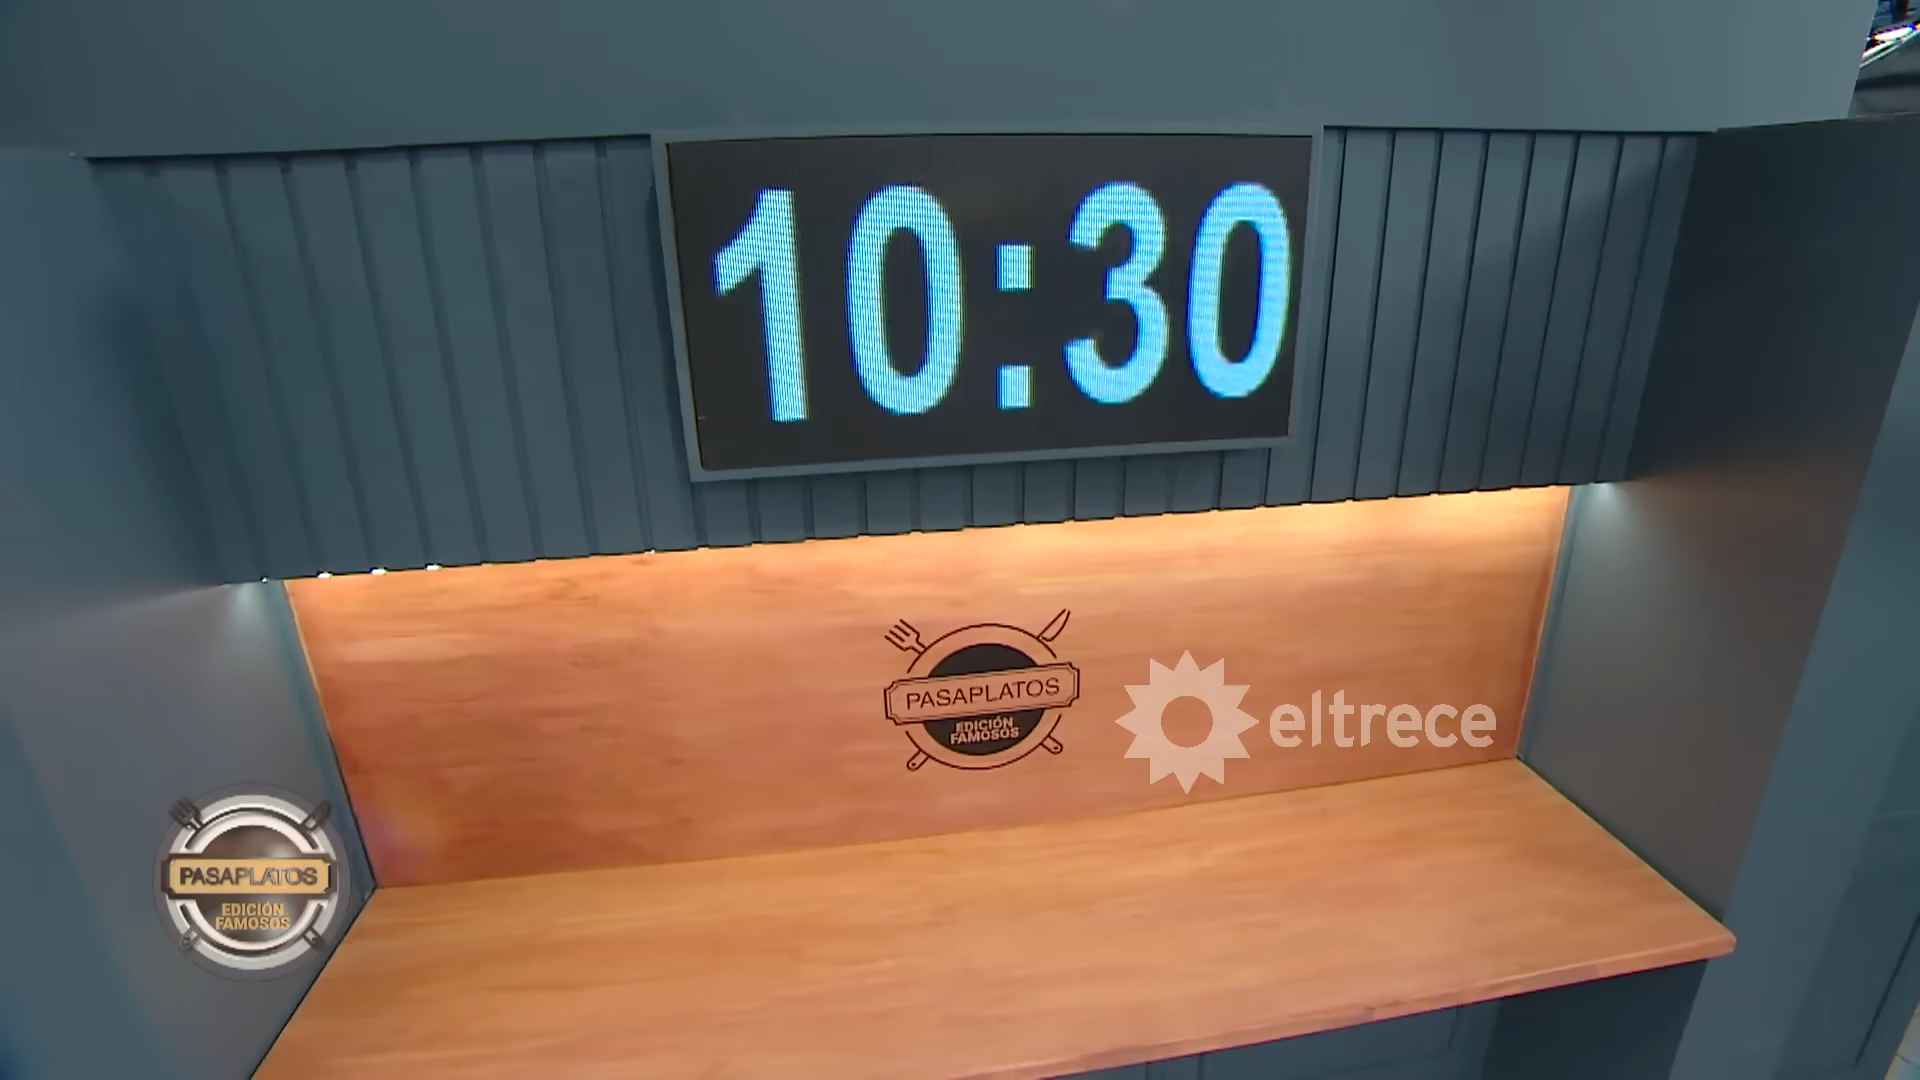 10:30
PASAPLATOS
EDICIÓN
FAMOSOS
eltrece
PASAPLATOS
EDICIÓN
FAMOSOS